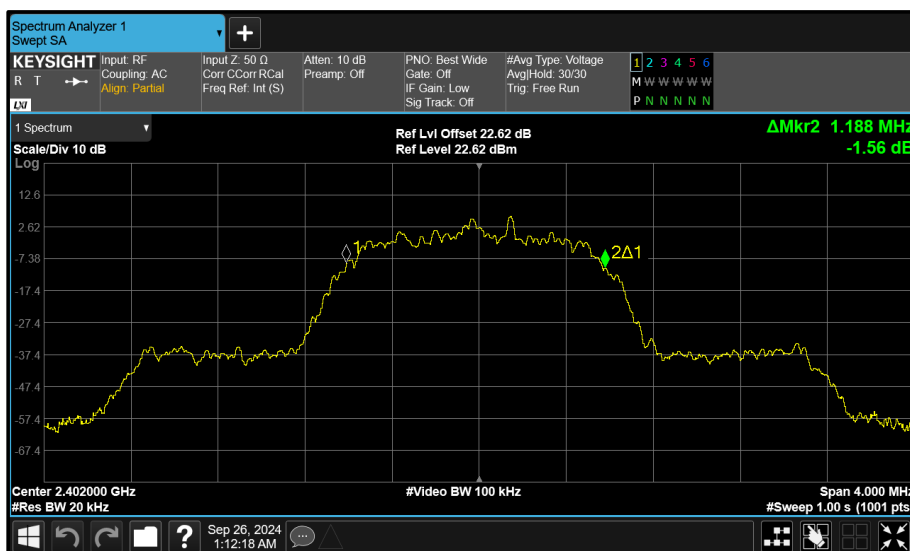 Spectrum Analyzer 1
Swept SA
+
KEYSIGHT
R T
LXI
Input: RF
Coupling: AC
Align: Partial
Input Z: 50 Ω
Corr CCorr RCal
Freq Ref: Int (S)
Atten: 10 dB
Preamp: Off
PNO: Best Wide
Gate: Off
IF Gain: Low
Sig Track: Off
#Avg Type: Voltage
Avg|Hold: 30/30
Trig: Free Run
1 2 3 4 5 6
M W W W W W
P N N N N N
1 Spectrum
Scale/Div 10 dB
Ref Lvl Offset 22.62 dB
Ref Level 22.62 dBm
ΔMkr2 1.188 MHz
-1.56 dB
Log
12.6
2.62
-7.38
-17.4
-27.4
-37.4
-47.4
-57.4
-67.4
1
2Δ1
Center 2.402000 GHz
#Res BW 20 kHz
#Video BW 100 kHz
Span 4.000 MHz
#Sweep 1.00 s (1001 pts
?
Sep 26, 2024
1:12:18 AM